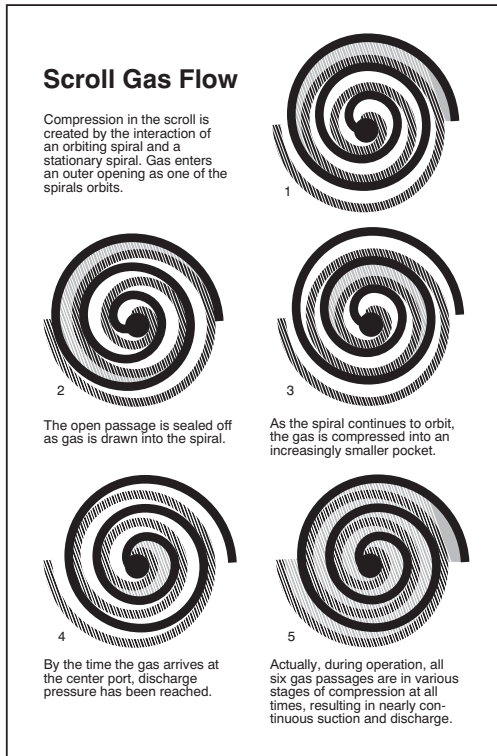 Scroll Gas Flow
Compression in the scroll is
created by the interaction of
an orbiting spiral and a
stationary spiral. Gas enters
an outer opening as one of the
spirals orbits.
1
2
The open passage is sealed off
as gas is drawn into the spiral.
3
As the spiral continues to orbit,
the gas is compressed into an
increasingly smaller pocket.
4
By the time the gas arrives at
the center port, discharge
pressure has been reached.
5
Actually, during operation, all
six gas passages are in various
stages of compression at all
times, resulting in nearly con-
tinuous suction and discharge.